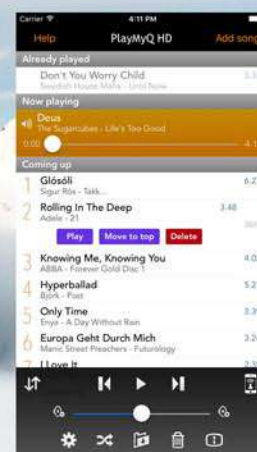 Carrier 4:11 PM
Help PlayMyQ HD Add song
Already played
Don't You Worry Child
Swedish House Mafia - Until Now
Now playing
Deus
The Sugarcubes - Life's Too Good
0:00
Coming up
1 Glósóli
Sigur Rós - Takk...
2 Rolling In The Deep 3.48
Adele - 21
Play Move to top Delete
3 Knowing Me, Knowing You
ABBA - Forever Gold Disc 1
4 Hyperballad
Björk - Post
5 Only Time
Enya - A Day Without Rain
6 Europa Geht Durch Mich
Manic Street Preachers - Futurology
7 I Love It